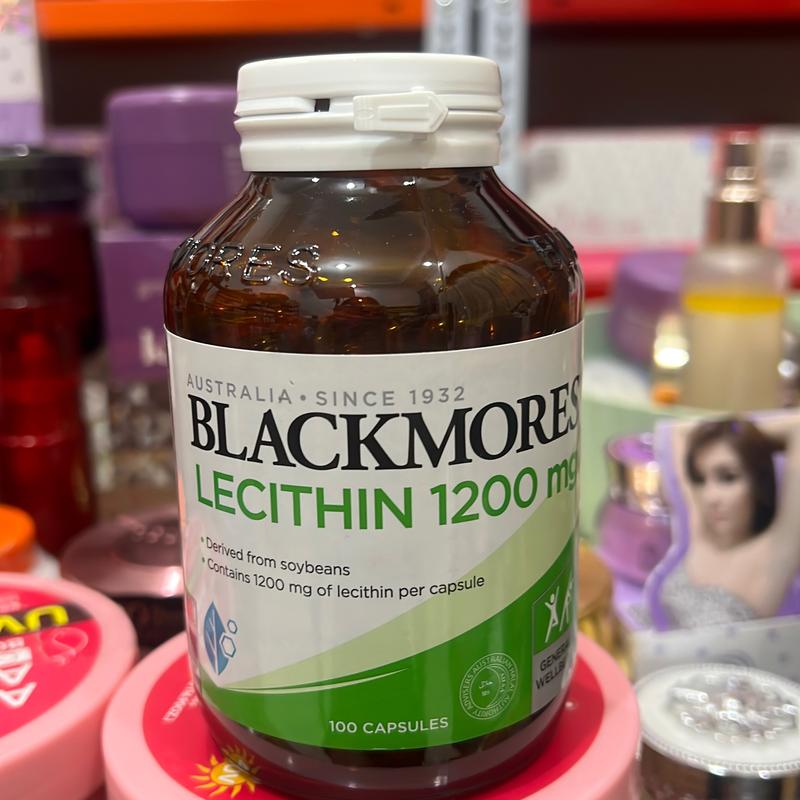 ORES
AUSTRALIA • SINCE 1932
BLACKMORES
LECITHIN 1200 mg
• Derived from soybeans
• Contains 1200 mg of lecithin per capsule
100 CAPSULES
UV